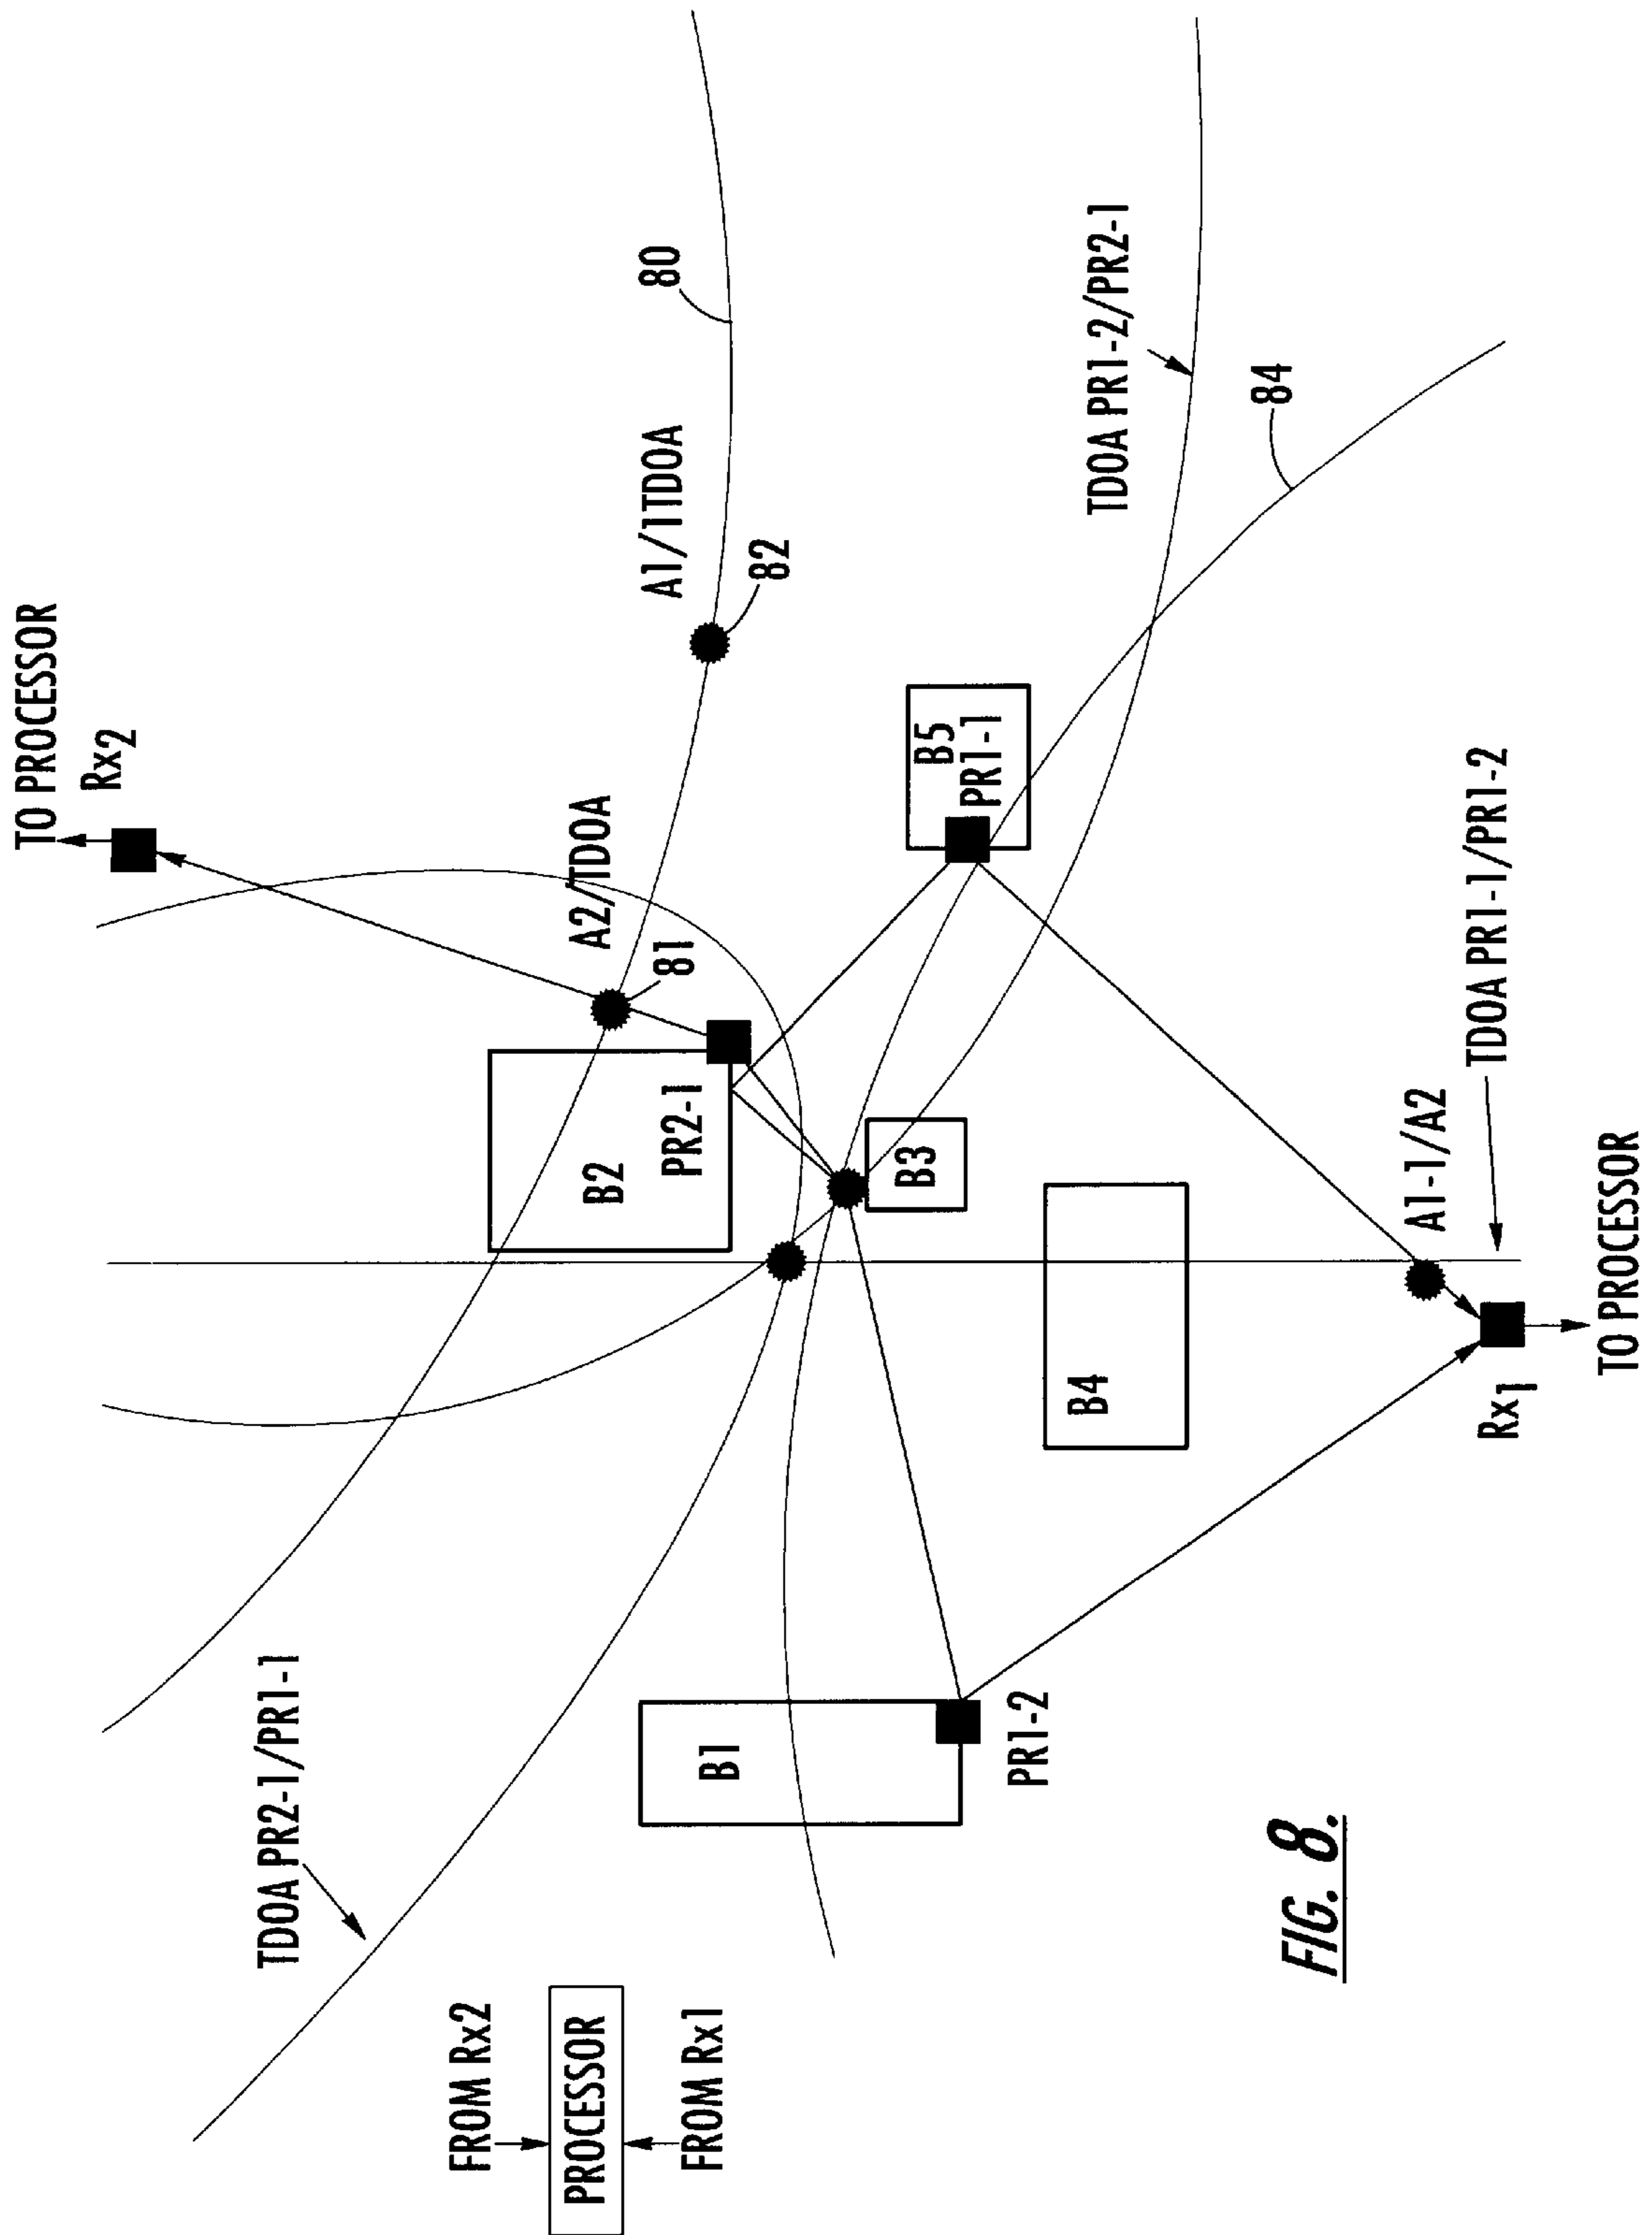 TO PROCESSOR
Rx2
A2/TDOA
81
A1/1TDOA
82
80
TDOA PR2-1/PR1-1
B2
PR2-1
B1
PR1-2
B3
B5
PR1-1
B4
TDOA PR1-2/PR2-1
84
A1-1/A2
TDOA PR1-1/PR1-2
Rx1
TO PROCESSOR
FROM Rx2
PROCESSOR
FROM Rx1
FIG. 8.